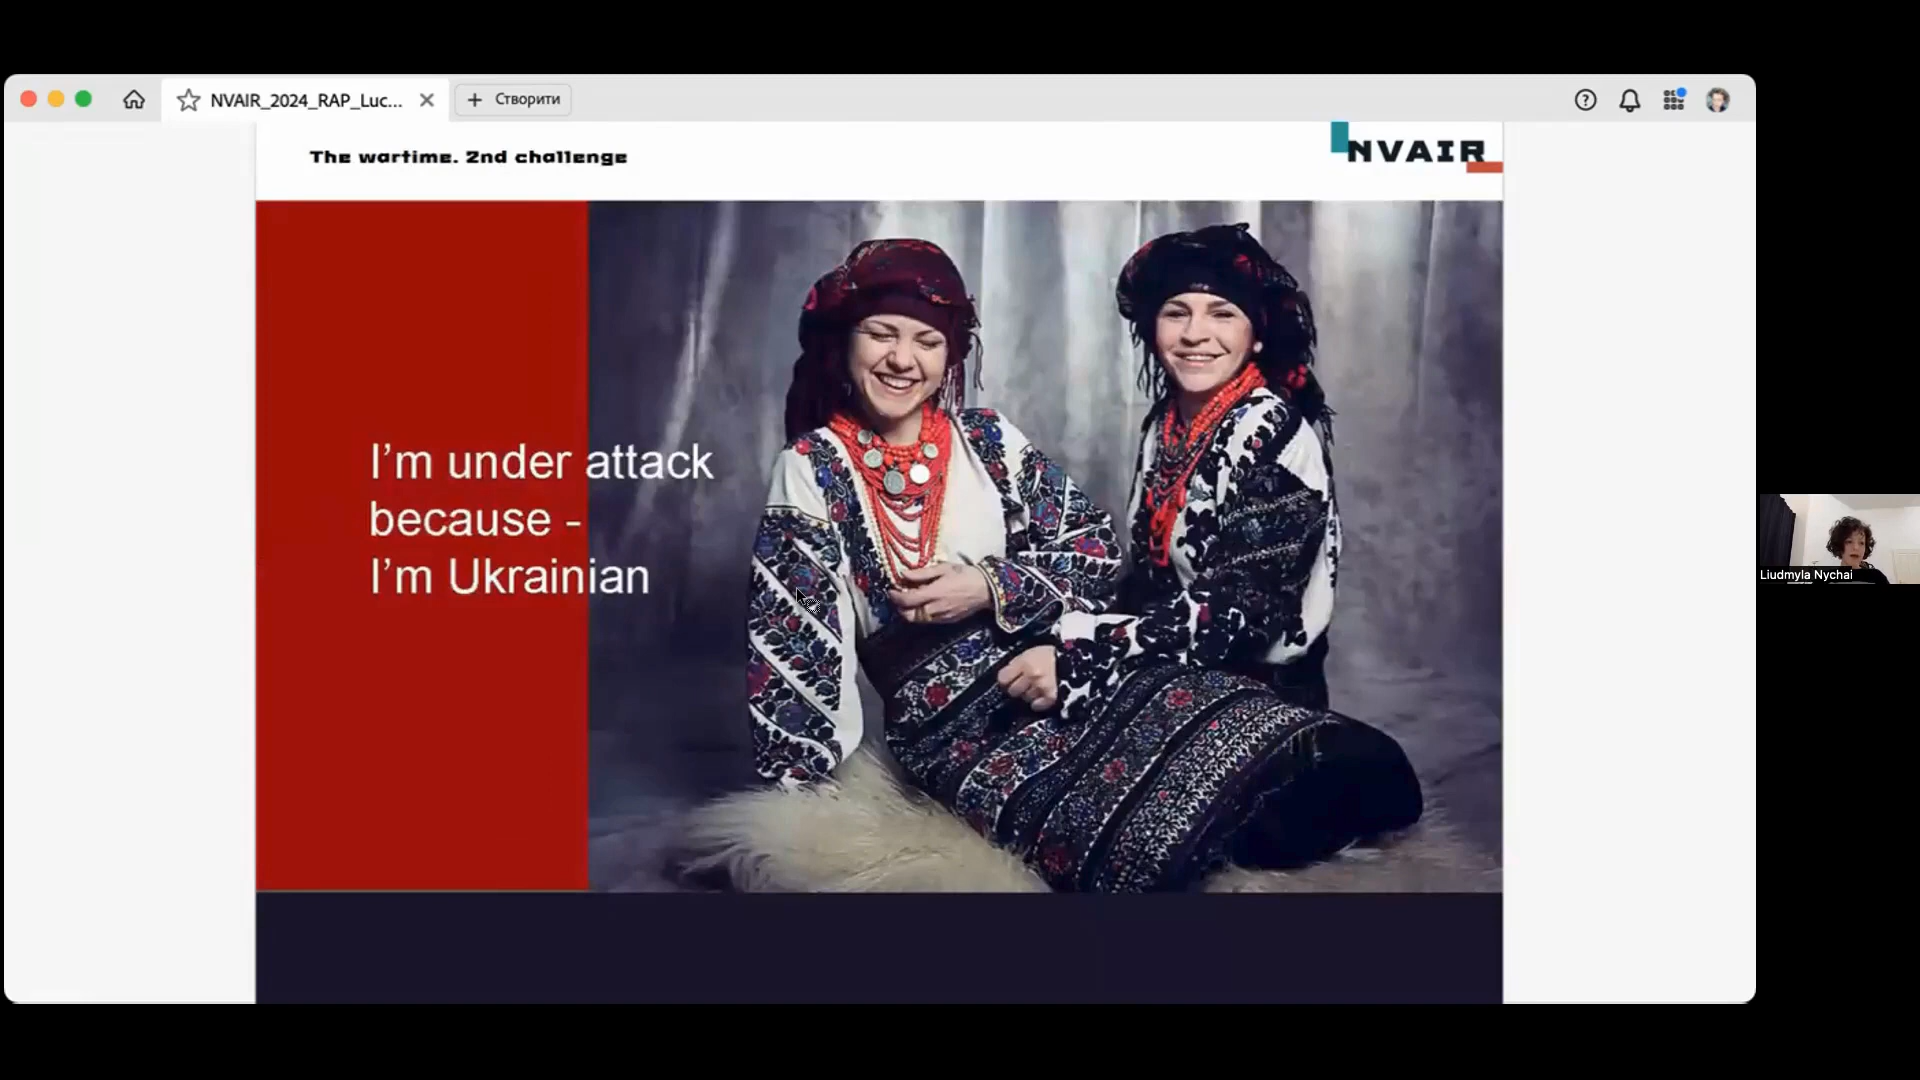 NVAIR_2024_RAP_Luc...
Створити
The wartime. 2nd challenge
NVAIR
I'm under attack
because -
I'm Ukrainian
Liudmyla Nychai